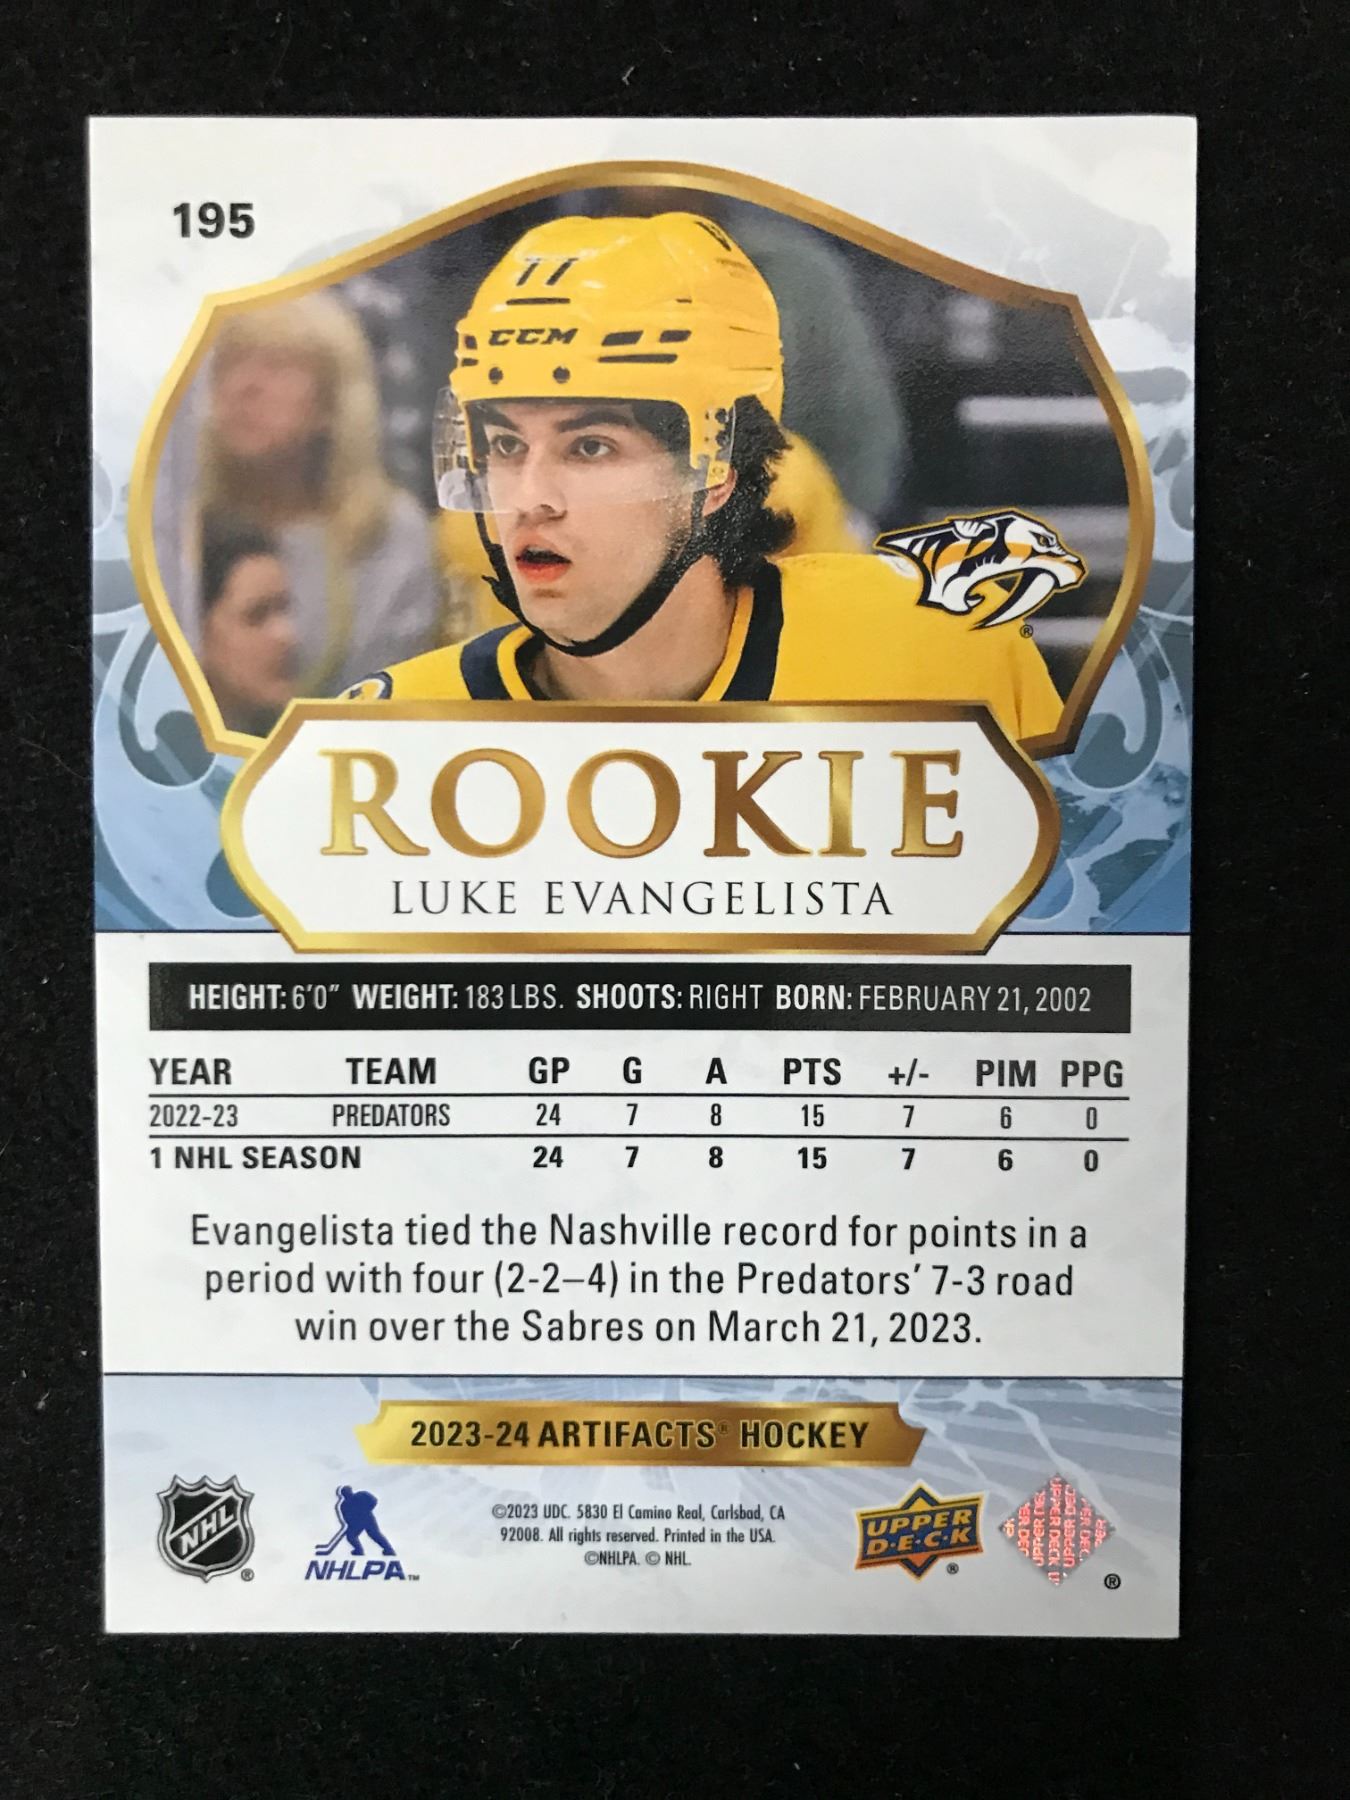 195
77
CCM
®
ROOKIE
LUKE EVANGELISTA
HEIGHT: 6'0" WEIGHT: 183 LBS. SHOOTS: RIGHT BORN: FEBRUARY 21, 2002
YEAR TEAM GP G A PTS +/- PIM PPG
2022-23 PREDATORS 24 7 8 15 7 6 0
1 NHL SEASON 24 7 8 15 7 6 0
Evangelista tied the Nashville record for points in a
period with four (2-2–4) in the Predators' 7-3 road
win over the Sabres on March 21, 2023.
2023-24 ARTIFACTS® HOCKEY
NHL ®
NHLPA™
©2023 UDC. 5830 El Camino Real, Carlsbad, CA
92008. All rights reserved. Printed in the USA.
©NHLPA. © NHL.
UPPER
D·E·C·K ®
UPPER DECK
UPPER DECK
®